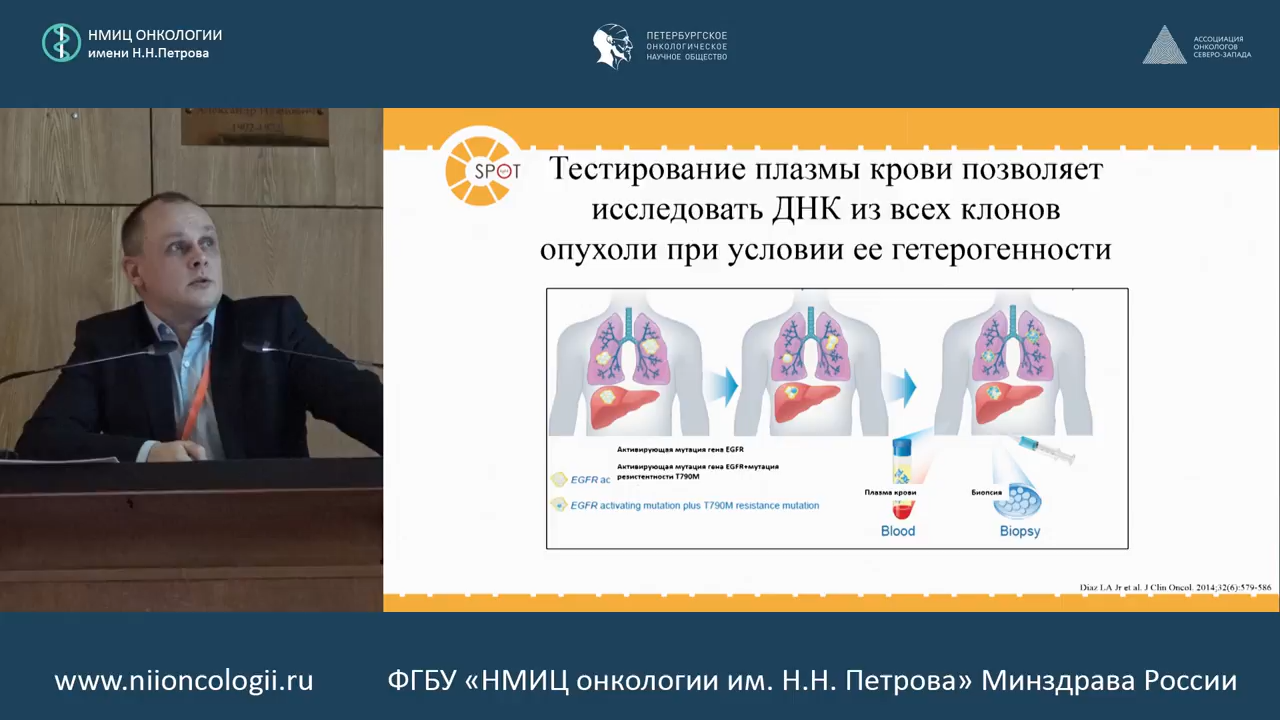 НМИЦ ОНКОЛОГИИ
имени Н.Н.Петрова
ПЕТЕРБУРГСКОЕ
ОНКОЛОГИЧЕСКОЕ
НАУЧНОЕ ОБЩЕСТВО
АССОЦИАЦИЯ
ОНКОЛОГОВ
СЕВЕРО-ЗАПАДА
SPOT
Тестирование плазмы крови позволяет
исследовать ДНК из всех клонов
опухоли при условии ее гетерогенности
Активирующая мутация гена EGFR
Активирующая мутация гена EGFR+мутация
резистентности T790M
EGFR ac
EGFR activating mutation plus T790M resistance mutation
Плазма крови
Биопсия
Blood
Biopsy
Diaz LA Jr et al. J Clin Oncol. 2014;32(6):579-586
www.niioncologii.ru
ФГБУ «НМИЦ онкологии им. Н.Н. Петрова» Минздрава России